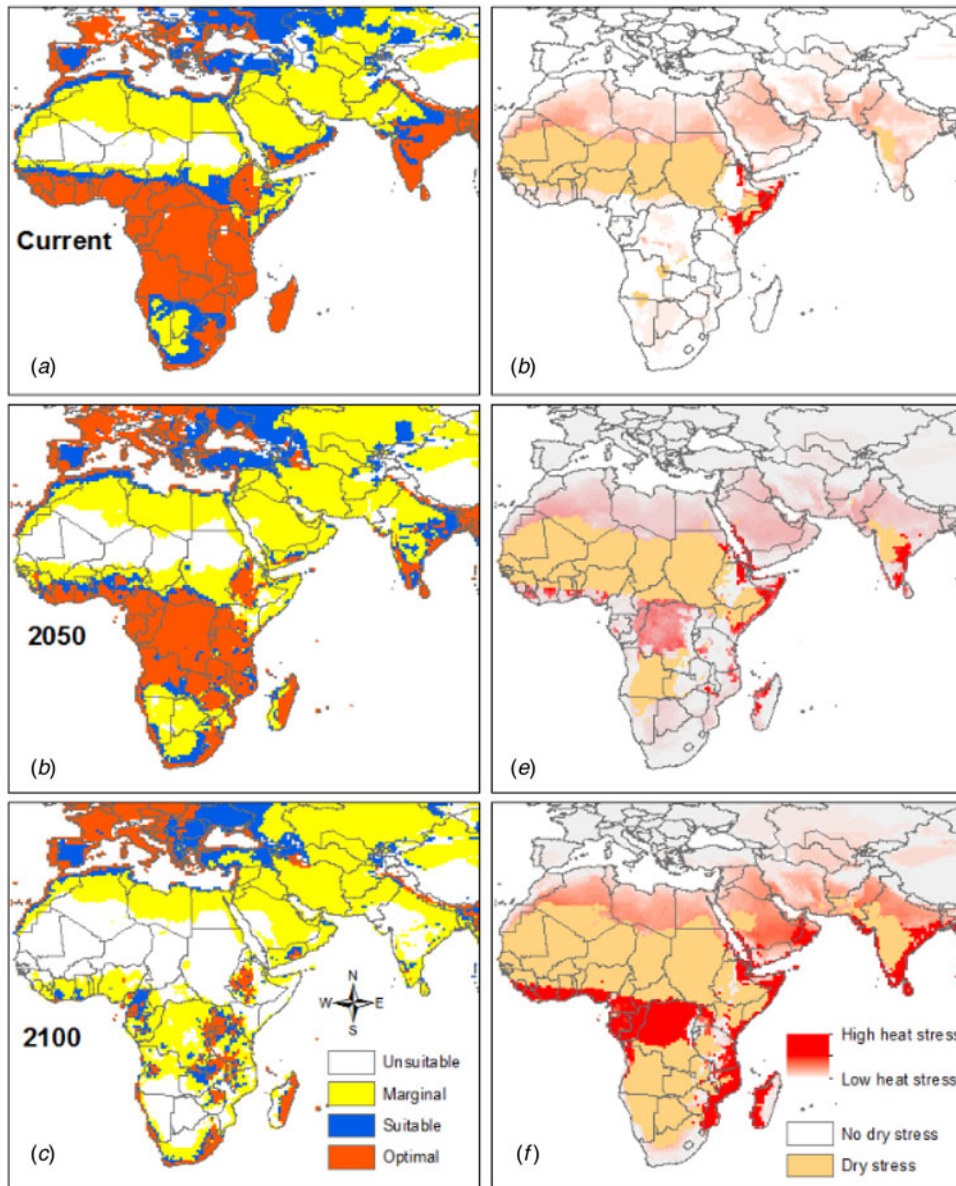 Current
(a)
(b)
2050
(b)
(e)
2100
N
W
E
S
Unsuitable
Marginal
Suitable
Optimal
(c)
High heat stress
Low heat stress
No dry stress
Dry stress
(f)